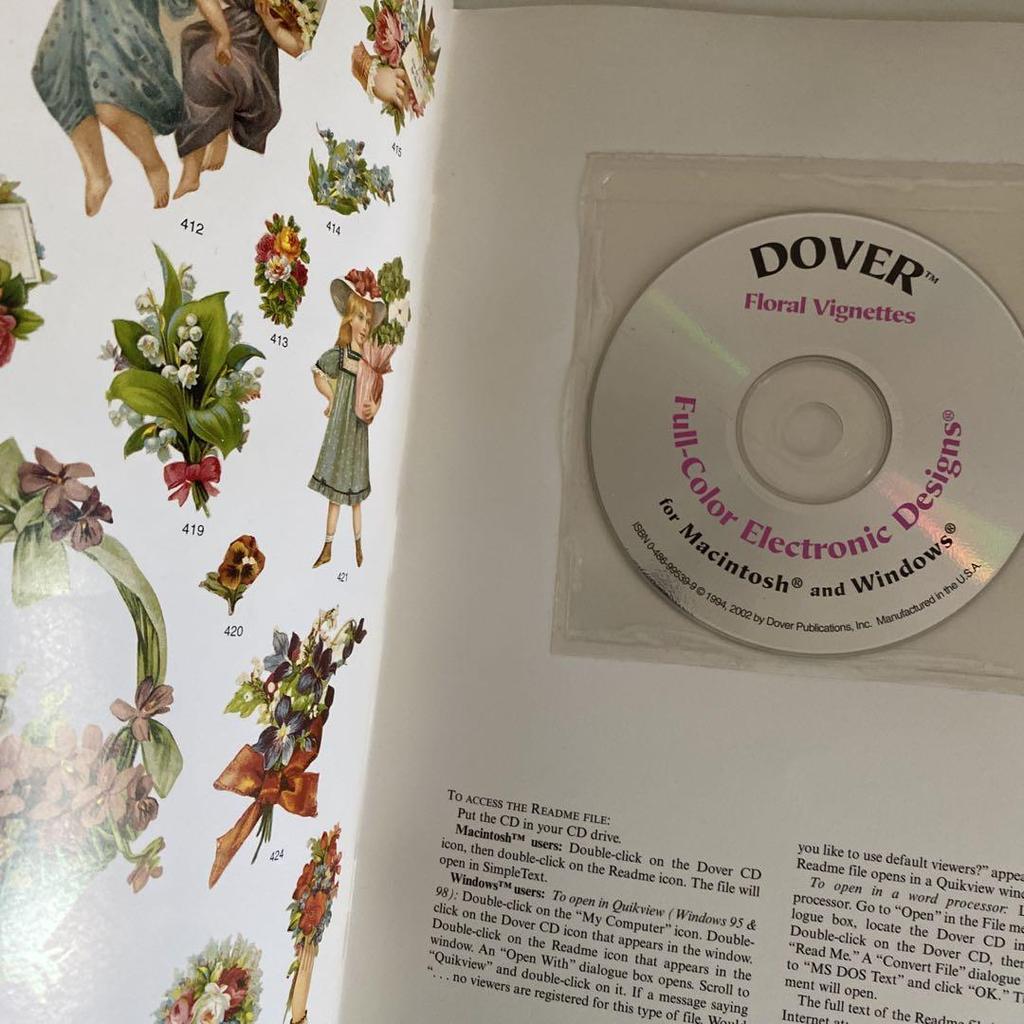 412
415
414
413
419
421
420
424
DOVER™
Floral Vignettes
Full-Color Electronic Designs®
for Macintosh® and Windows®
ISBN 0-486-99539-9 © 1994, 2002 by Dover Publications, Inc. Manufactured in the U.S.A.
TO ACCESS THE README FILE:
Put the CD in your CD drive.
Macintosh™ users: Double-click on the Dover CD
icon, then double-click on the Readme icon. The file will
open in SimpleText.
Windows™ users: To open in Quikview (Windows 95 &
98): Double-click on the "My Computer" icon. Double-
click on the Dover CD icon that appears in the window.
Double-click on the Readme icon that appears in the
window. An "Open With" dialogue box opens. Scroll to
"Quikview" and double-click on it. If a message saying
". . . no viewers are registered for this type of file. Would
you like to use default viewers?" appea
Readme file opens in a Quikview wind
To open in a word processor:
processor. Go to "Open" in the File me
logue box, locate the Dover CD
Double-click on the Dover CD, then
"Read Me." A "Convert File" dialogue
to "MS DOS Text" and click "OK."
ment will open.
The full text of the Readme
Internet